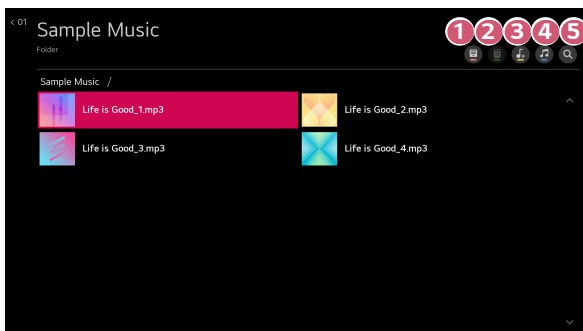 < 01
Sample Music
Folder
1 2 3 4 5
Sample Music /
Life is Good_1.mp3
Life is Good_2.mp3
Life is Good_3.mp3
Life is Good_4.mp3